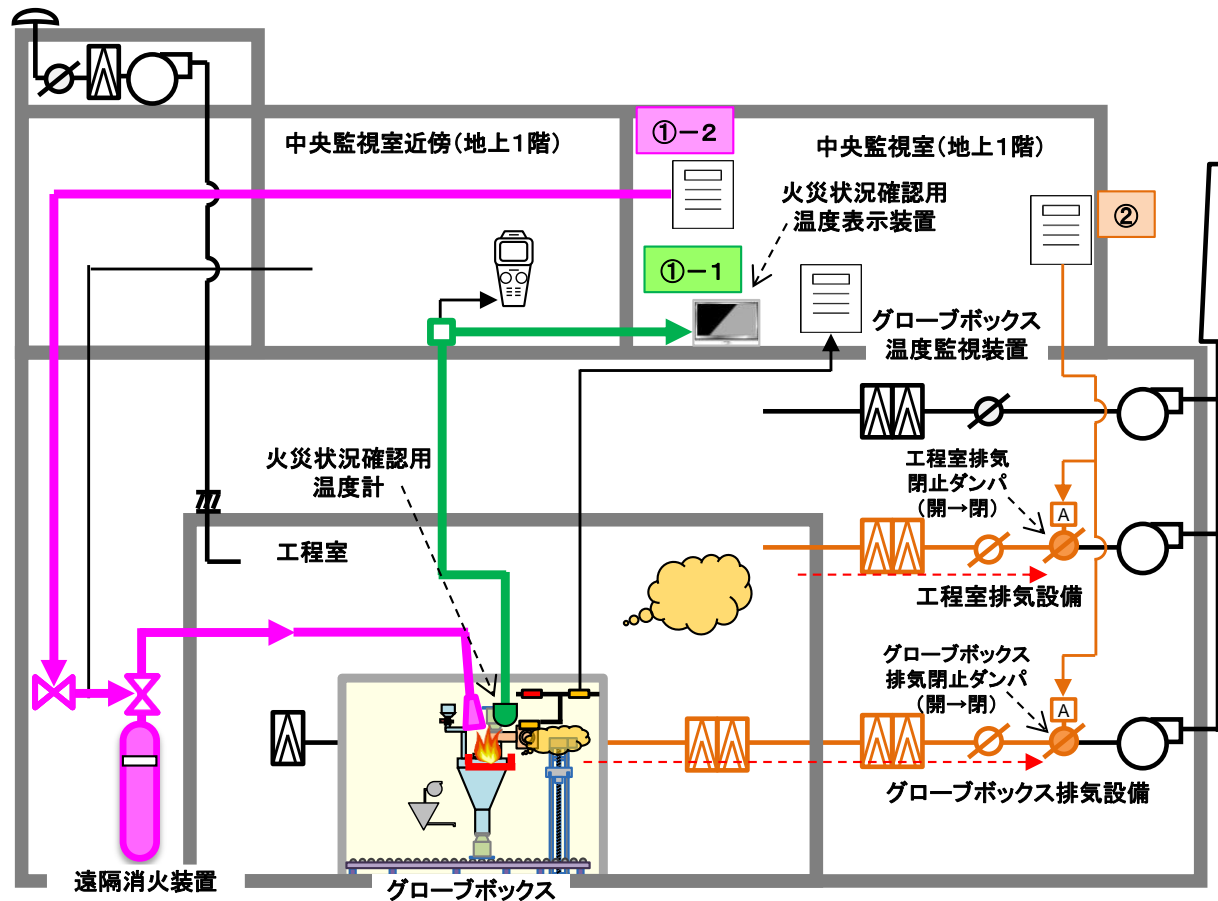 ①－2
中央監視室近傍(地上1階)
中央監視室(地上1階)
火災状況確認用
温度表示装置
②
①－1
グローブボックス
温度監視装置
火災状況確認用
温度計
工程室排気
閉止ダンパ
(開→閉)
A
工程室
工程室排気設備
グローブボックス
排気閉止ダンパ
(開→閉)
A
グローブボックス排気設備
遠隔消火装置
グローブボックス